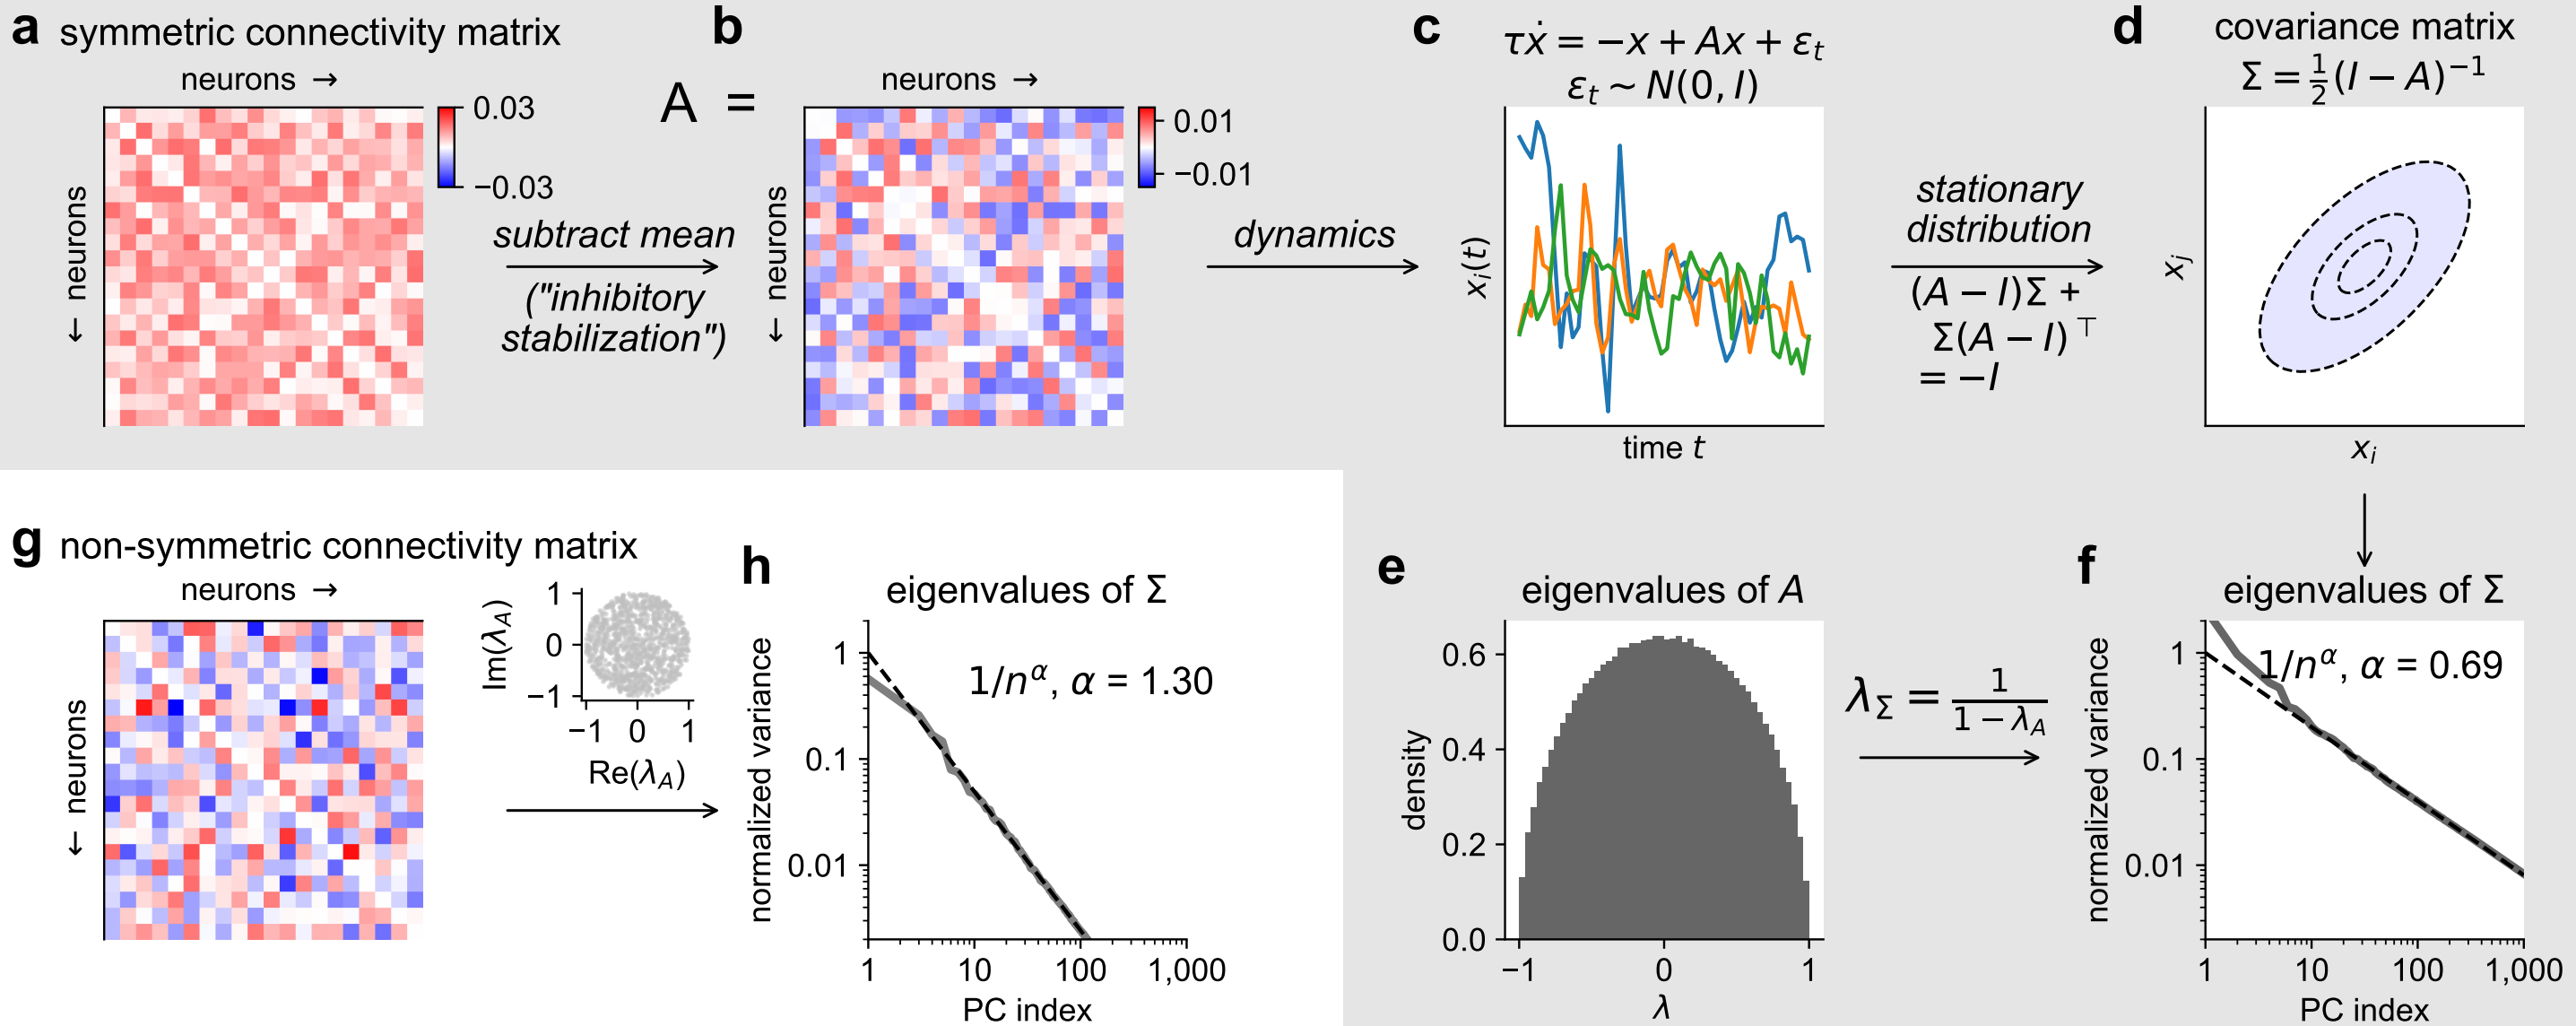 a symmetric connectivity matrix
neurons →
← neurons
0.03
−0.03
subtract mean
("inhibitory
stabilization")
b
A =
neurons →
← neurons
0.01
−0.01
dynamics
c
τẋ = −x + Ax + ε_t
ε_t ~ N(0, I)
x_i(t)
time t
stationary
distribution
(A − I)Σ +
Σ(A − I)^⊤
= −I
d
covariance matrix
Σ = ½(I − A)⁻¹
x_j
x_i
g non-symmetric connectivity matrix
neurons →
← neurons
Im(λ_A)
1
0
−1
−1 0 1
Re(λ_A)
h
eigenvalues of Σ
normalized variance
1
0.1
0.01
1/n^α, α = 1.30
1 10 100 1,000
PC index
e
eigenvalues of A
density
0.6
0.4
0.2
0.0
−1 0 1
λ
λ_Σ = 1/(1 − λ_A)
f
eigenvalues of Σ
normalized variance
1
0.1
0.01
1/n^α, α = 0.69
1 10 100 1,000
PC index